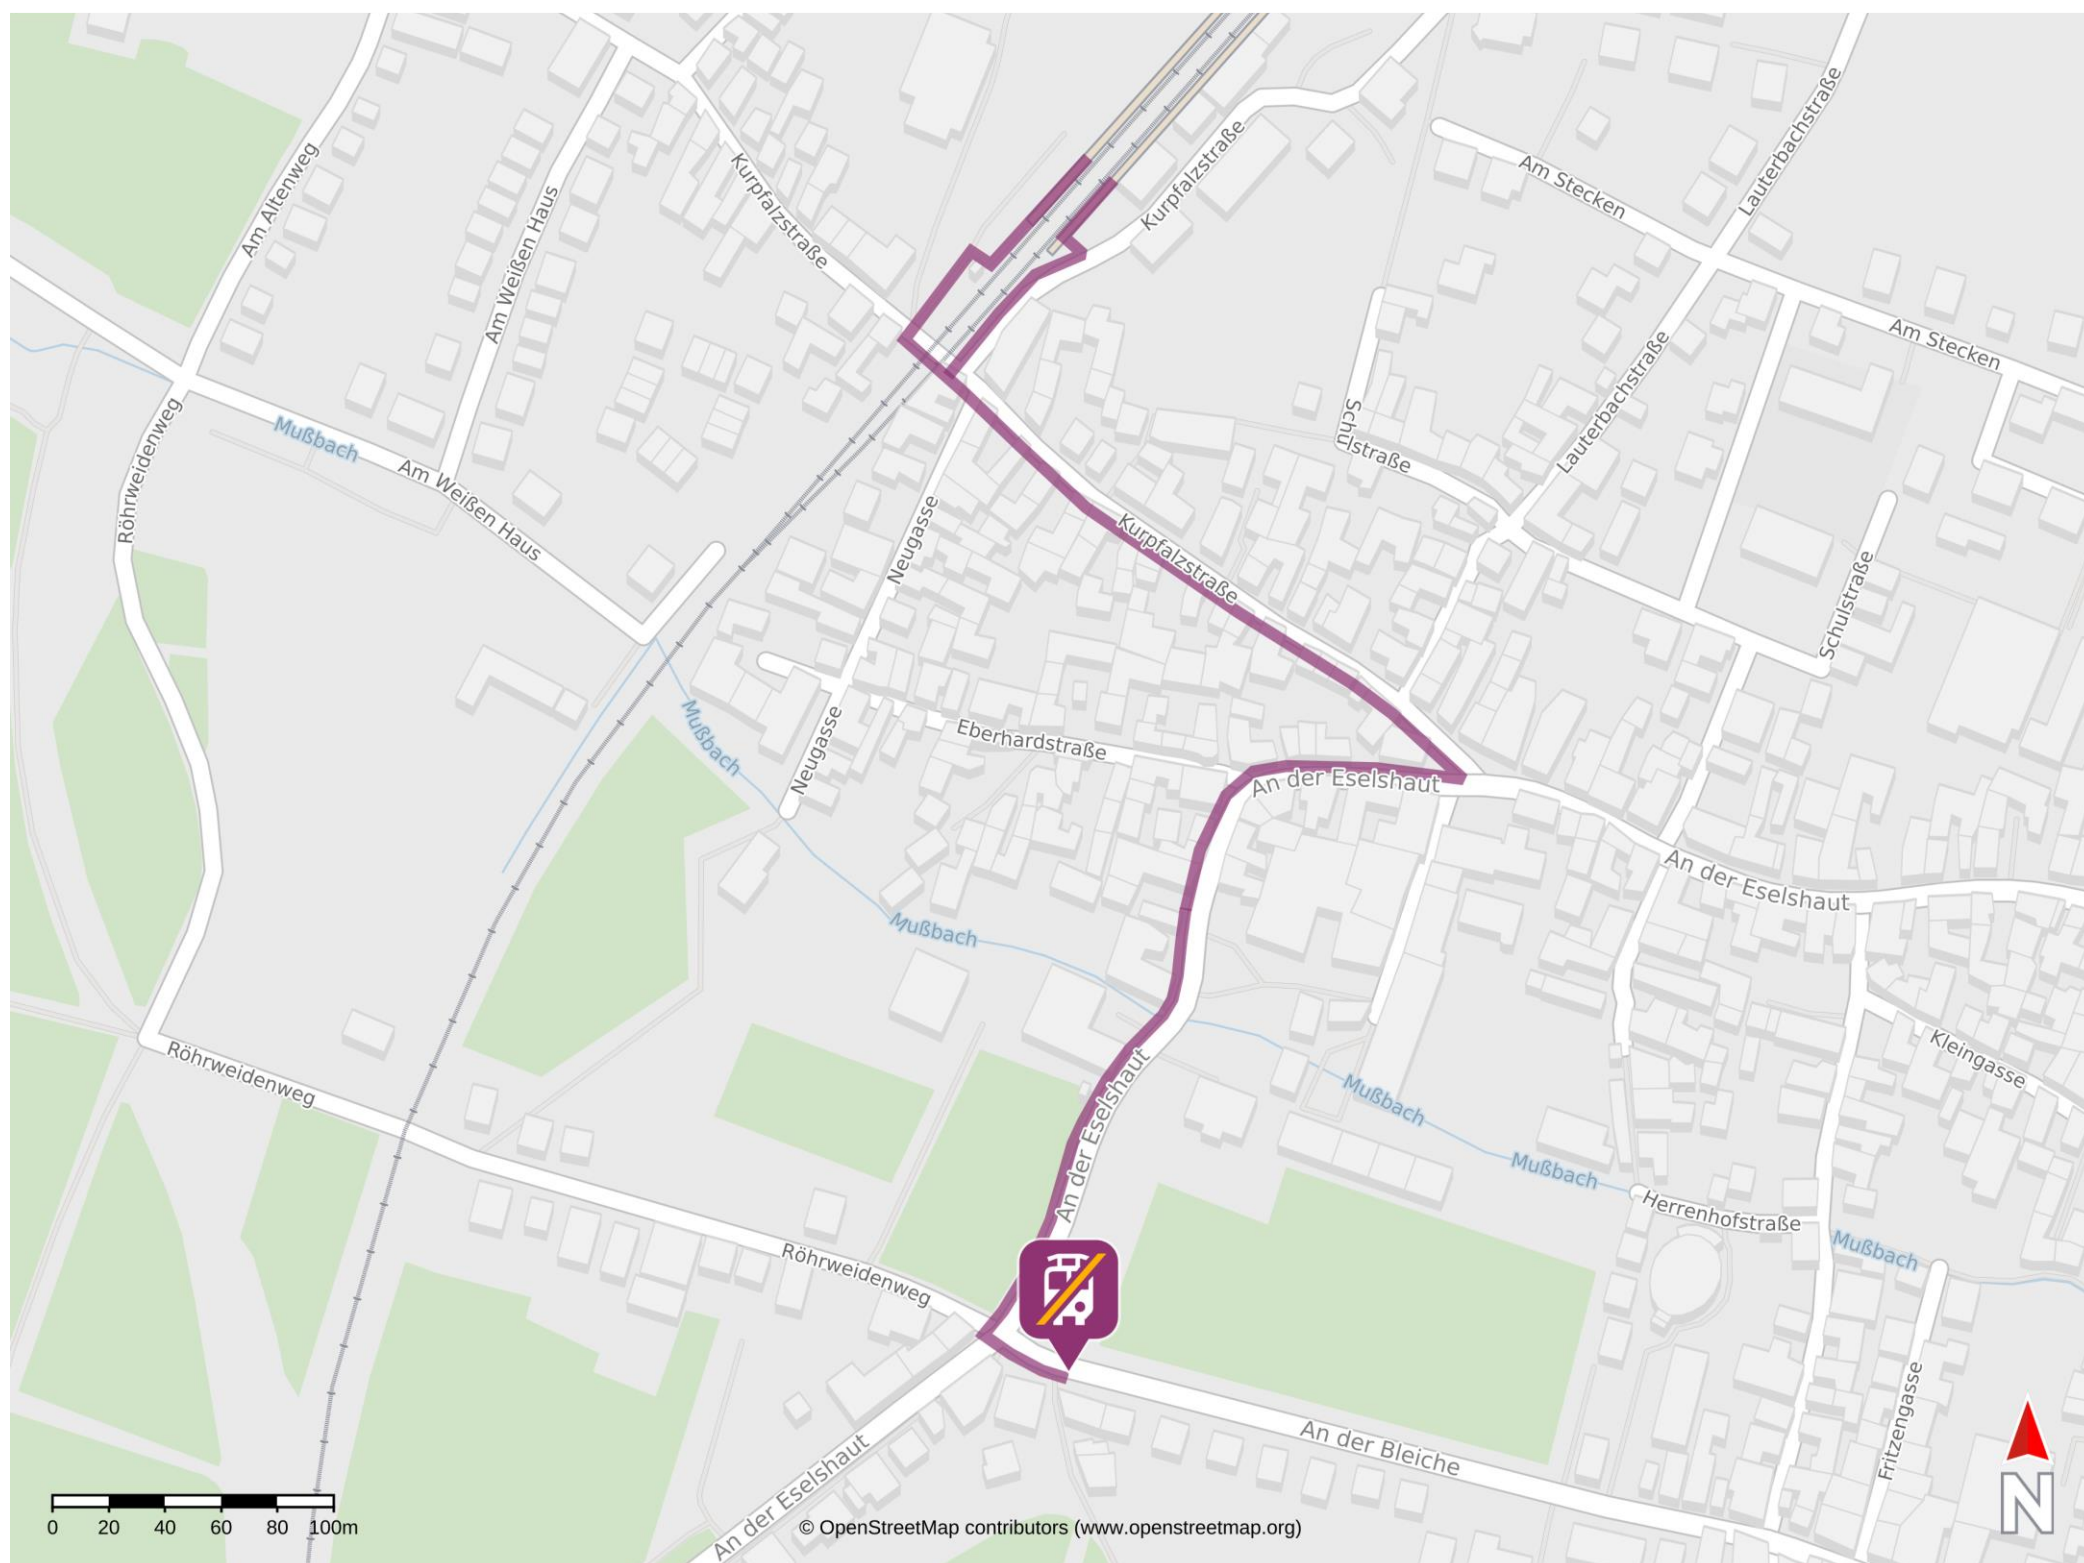 Kurpfalzstraße
Kurpfalzstraße
Am Stecken
Lauterbachstraße
Am Altenweg
Am Weißen Haus
Am Stecken
Lauterbachstraße
Schulstraße
Mußbach
Röhrweidenweg
Am Weißen Haus
Neugasse
Kurpfalzstraße
Schulstraße
Mußbach
Neugasse
Eberhardstraße
An der Eselshaut
An der Eselshaut
Mußbach
Röhrweidenweg
Kleingasse
Mußbach
An der Eselshaut
Mußbach
Herrenhofstraße
Mußbach
Röhrweidenweg
An der Bleiche
Fritzengasse
An der Eselshaut
N
0 20 40 60 80 100m
© OpenStreetMap contributors (www.openstreetmap.org)